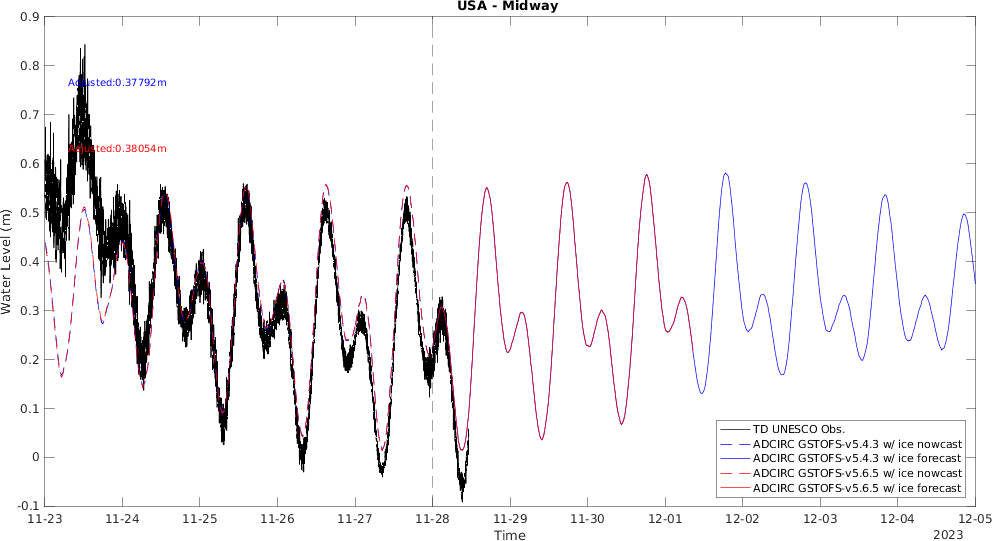 USA - Midway
0.9
0.8
0.7
0.6
0.5
0.4
0.3
0.2
0.1
0
-0.1
Water Level (m)
Adjusted:0.37792m
Adjusted:0.38054m
TD UNESCO Obs.
ADCIRC GSTOFS-v5.4.3 w/ ice nowcast
ADCIRC GSTOFS-v5.4.3 w/ ice forecast
ADCIRC GSTOFS-v5.6.5 w/ ice nowcast
ADCIRC GSTOFS-v5.6.5 w/ ice forecast
11-23 11-24 11-25 11-26 11-27 11-28 11-29 11-30 12-01 12-02 12-03 12-04 12-05
Time
2023